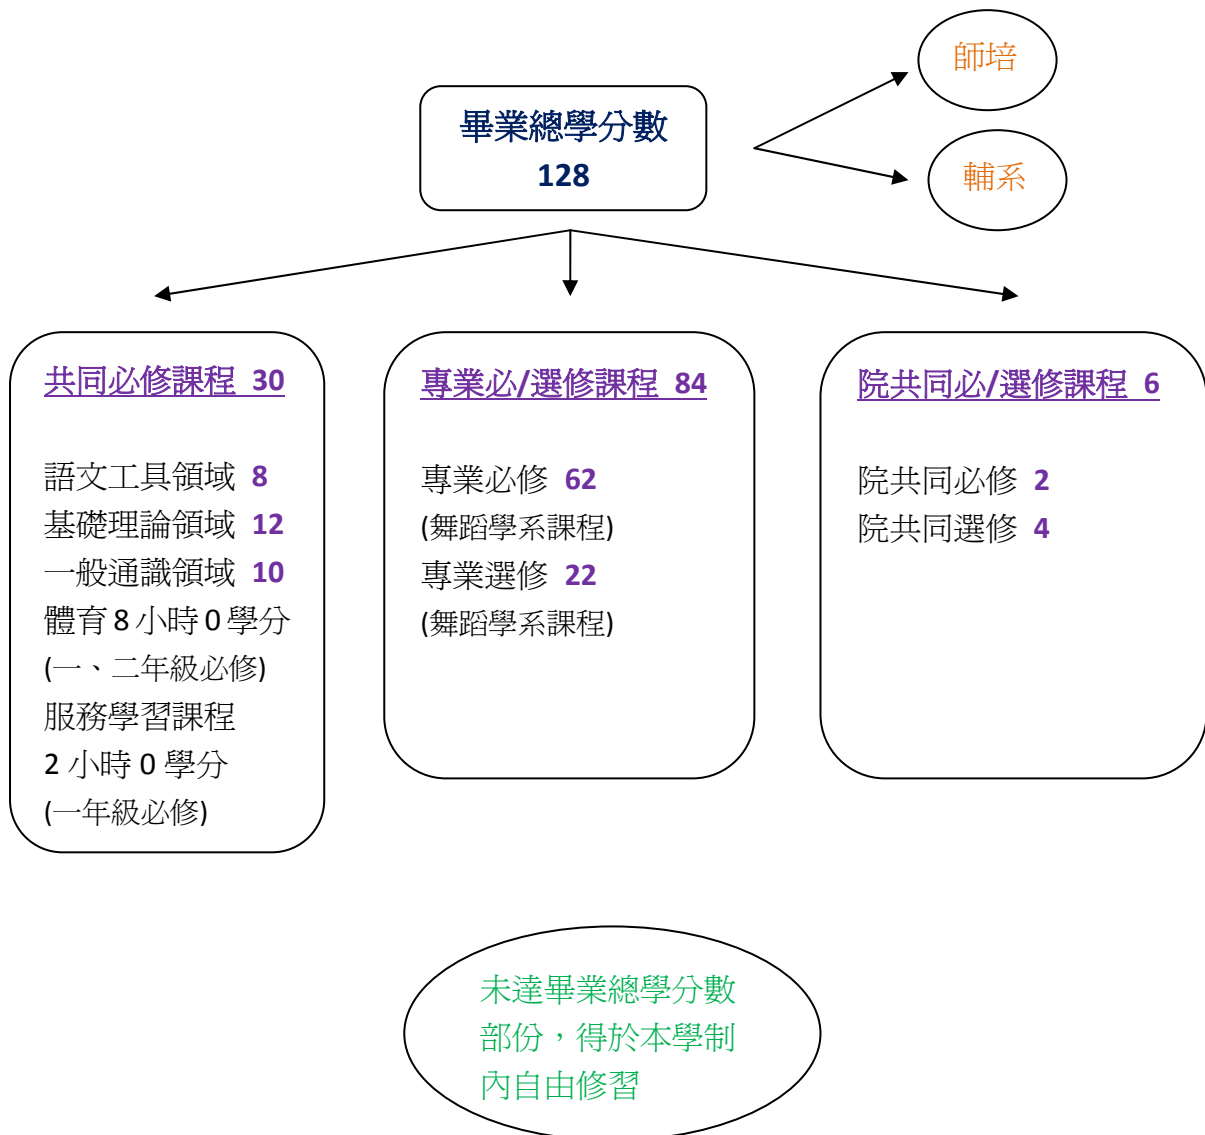 師培
畢業總學分數
128
輔系
共同必修課程 30
語文工具領域 8
基礎理論領域 12
一般通識領域 10
體育 8 小時 0 學分
(一、二年級必修)
服務學習課程
2 小時 0 學分
(一年級必修)
專業必/選修課程 84
專業必修 62
(舞蹈學系課程)
專業選修 22
(舞蹈學系課程)
院共同必/選修課程 6
院共同必修 2
院共同選修 4
未達畢業總學分數
部份，得於本學制
內自由修習